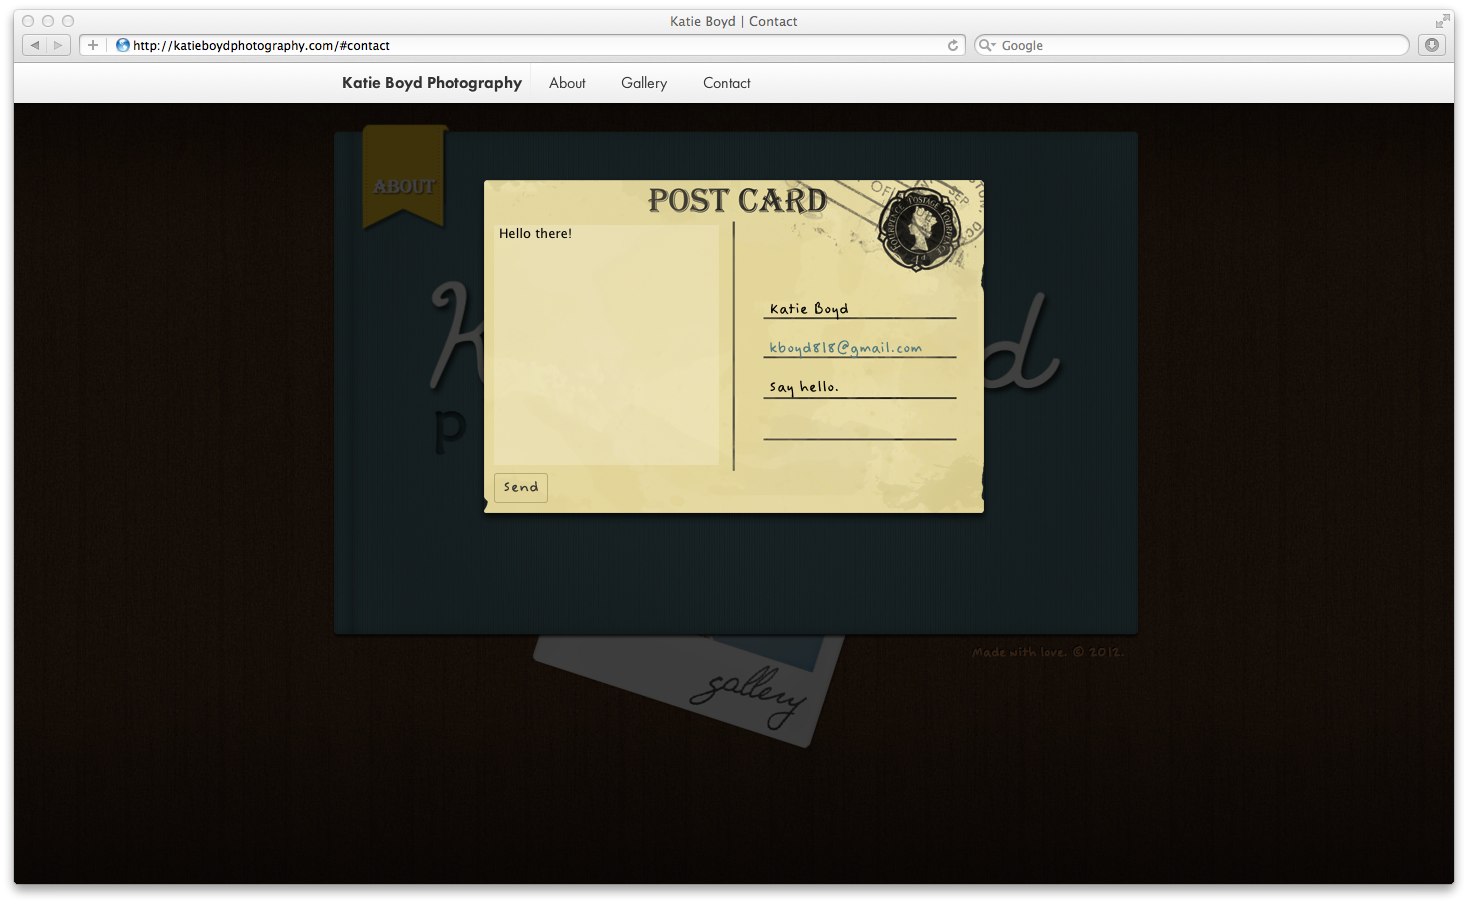 Katie Boyd | Contact
http://katieboydphotography.com/#contact
Google
Katie Boyd Photography
About
Gallery
Contact
ABOUT
POST CARD
Hello there!
Katie Boyd
kboyd818@gmail.com
Say hello.
Send
Made with love. © 2012.
gallery